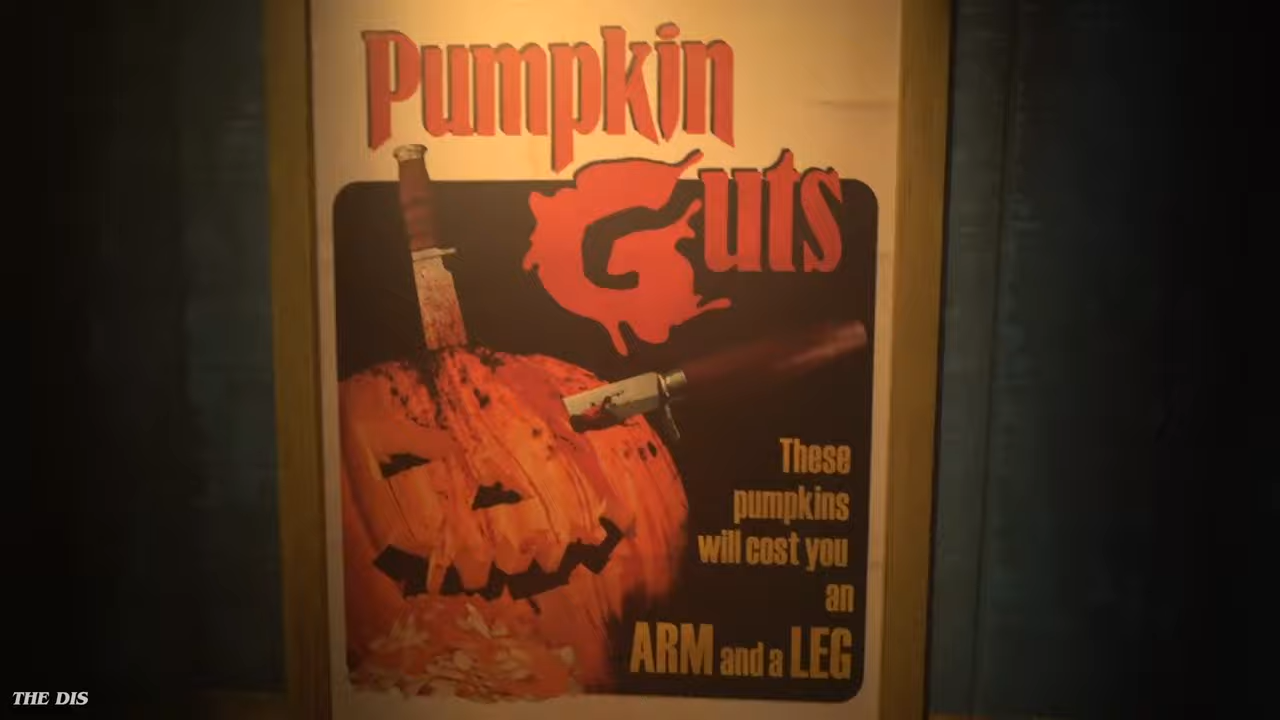 Pumpkin
Guts
These
pumpkins
will cost you
an
ARM and a LEG
THE DIS